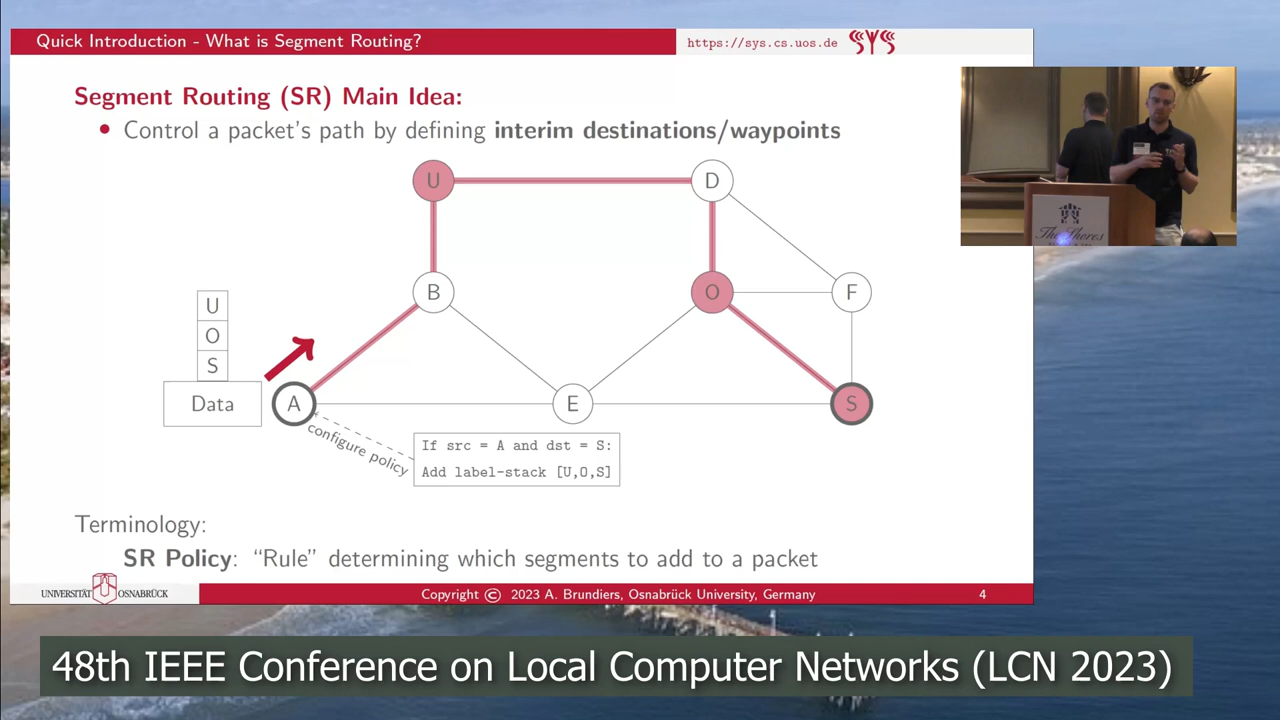 Quick Introduction - What is Segment Routing?
https://sys.cs.uos.de
SYS
Segment Routing (SR) Main Idea:
• Control a packet's path by defining interim destinations/waypoints
U
D
B
O
F
U
O
S
Data
A
E
S
configure policy
If src = A and dst = S:
Add label-stack [U,O,S]
The Shores
Terminology:
SR Policy: “Rule” determining which segments to add to a packet
UNIVERSITÄT OSNABRÜCK
Copyright © 2023 A. Brundiers, Osnabrück University, Germany
4
48th IEEE Conference on Local Computer Networks (LCN 2023)